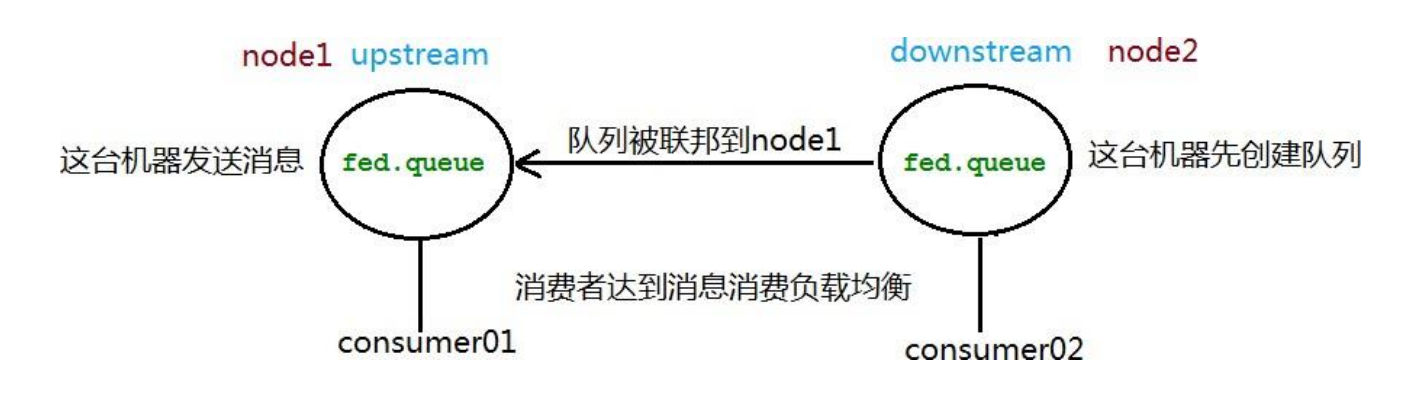 node1 upstream
downstream node2
这台机器发送消息
fed.queue
队列被联邦到node1
fed.queue
这台机器先创建队列
消费者达到消息消费负载均衡
consumer01
consumer02